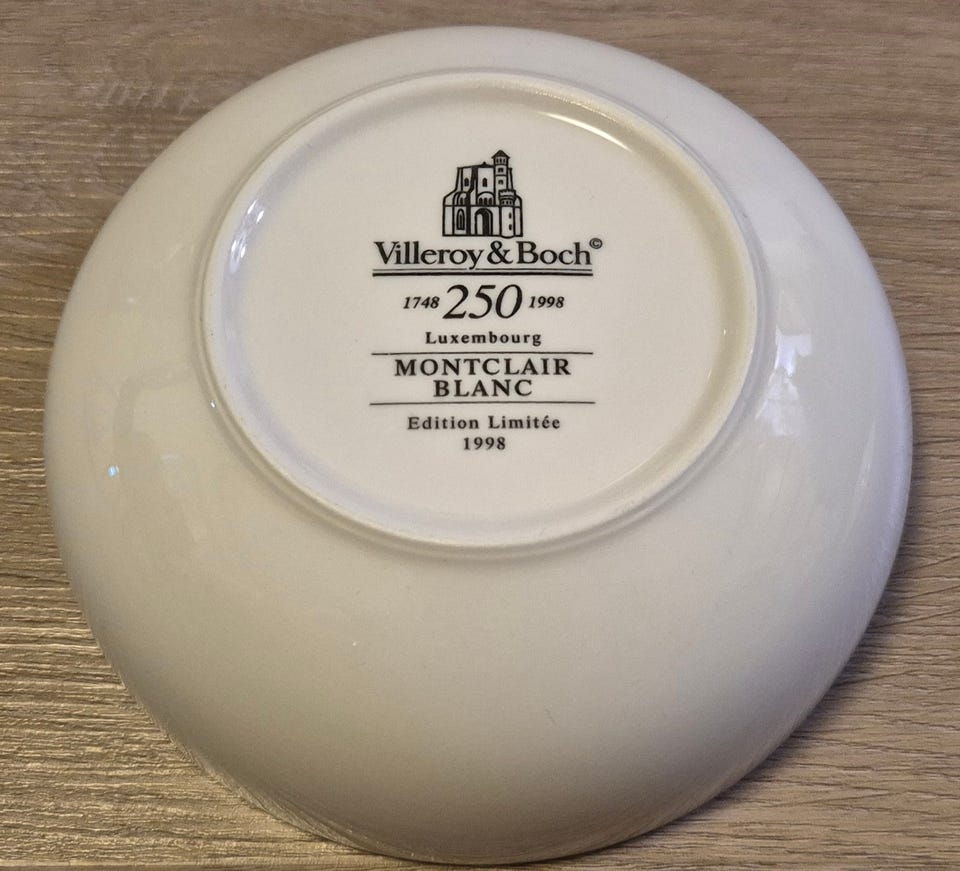 Villeroy & Boch©
1748 250 1998
Luxembourg
MONTCLAIR
BLANC
Edition Limitée
1998